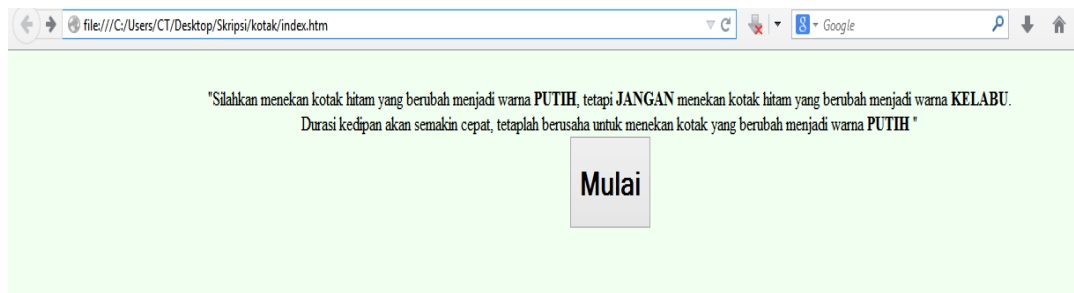 file:///C:/Users/CT/Desktop/Skripsi/kotak/index.htm
Google
"Silahkan menekan kotak hitam yang berubah menjadi warna PUTIH, tetapi JANGAN menekan kotak hitam yang berubah menjadi warna KELABU.
Durasi kedipan akan semakin cepat, tetaplah berusaha untuk menekan kotak yang berubah menjadi warna PUTIH "
Mulai